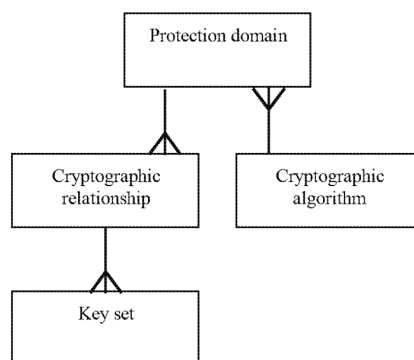 Protection domain
Cryptographic
relationship
Cryptographic
algorithm
Key set